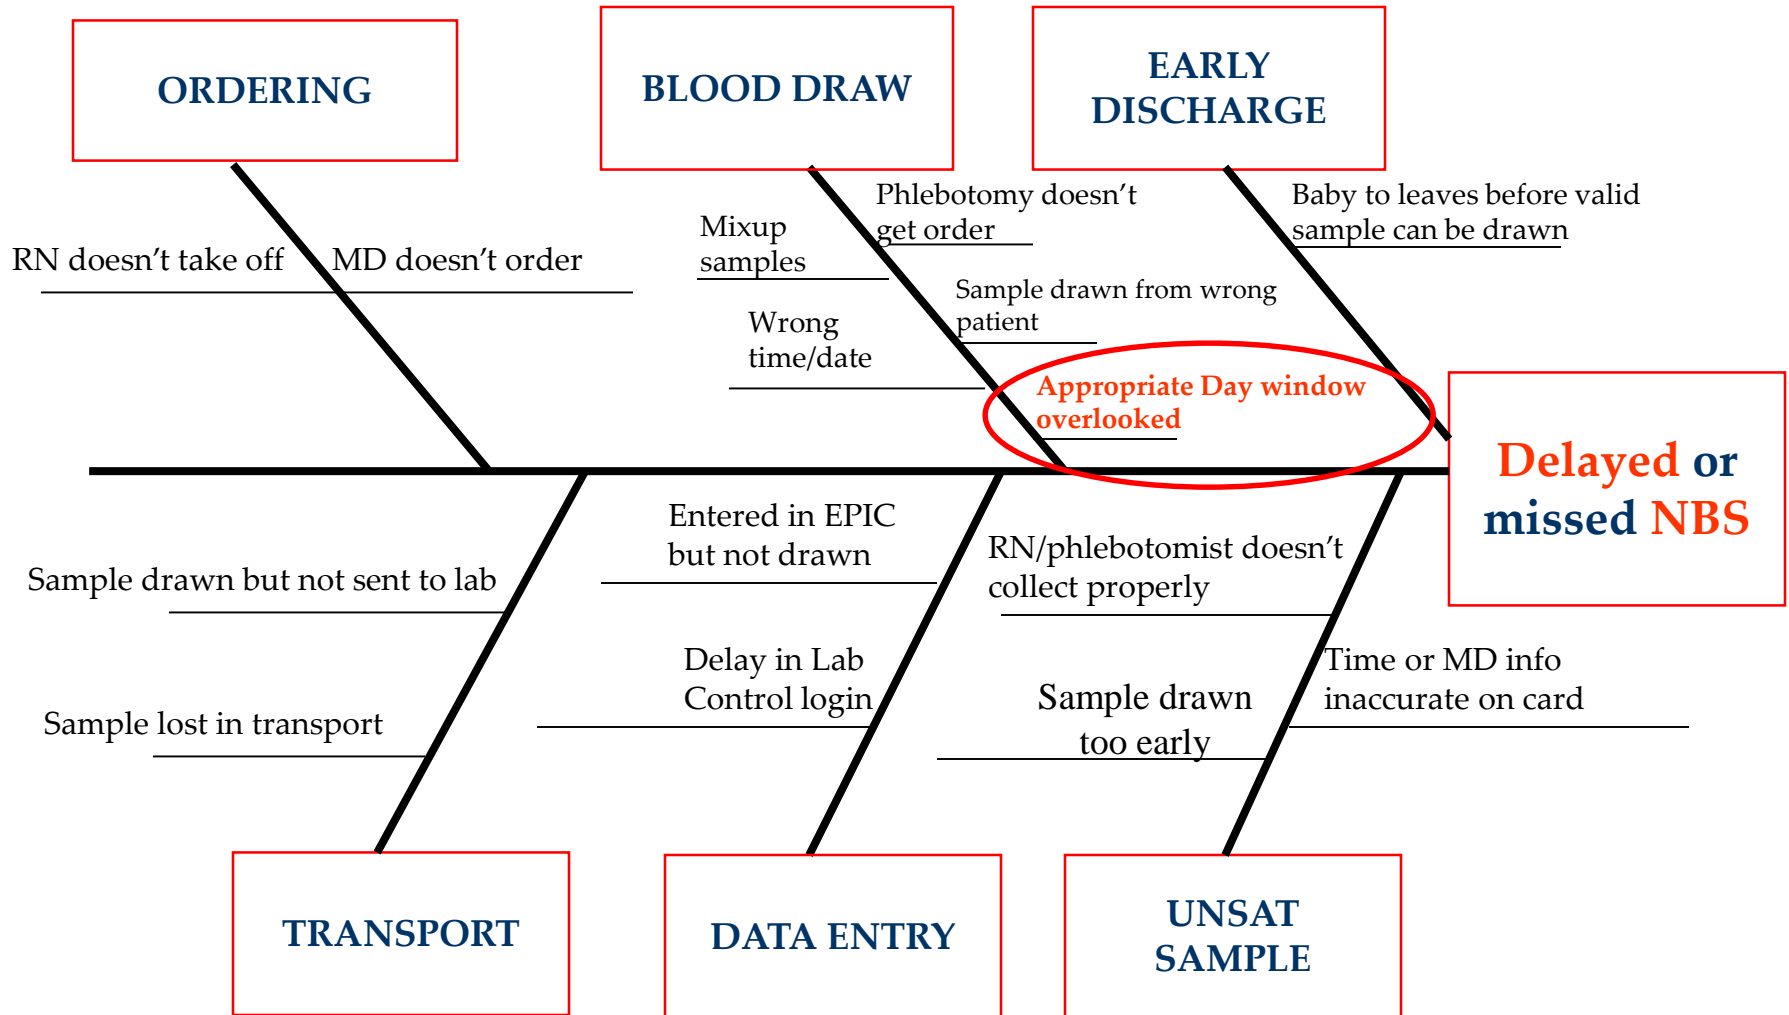 ORDERING
BLOOD DRAW
EARLY
DISCHARGE
RN doesn’t take off
MD doesn’t order
Mixup
samples
Phlebotomy doesn’t
get order
Wrong
time/date
Sample drawn from wrong
patient
Appropriate Day window
overlooked
Baby to leaves before valid
sample can be drawn
Delayed or
missed NBS
Sample drawn but not sent to lab
Sample lost in transport
Entered in EPIC
but not drawn
Delay in Lab
Control login
RN/phlebotomist doesn’t
collect properly
Sample drawn
too early
Time or MD info
inaccurate on card
TRANSPORT
DATA ENTRY
UNSAT
SAMPLE